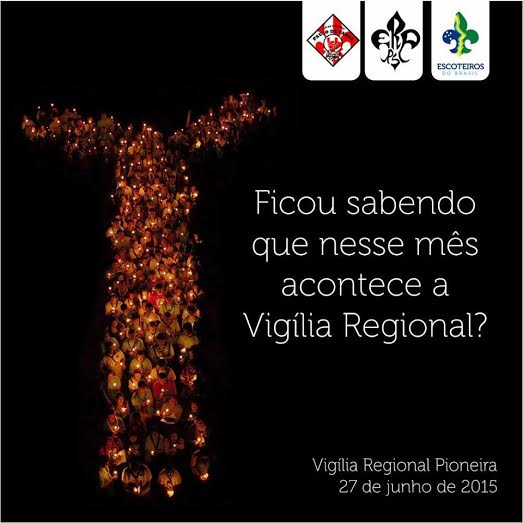 ESCOTEIROS
DO BRASIL
Ficou sabendo
que nesse mês
acontece a
Vigília Regional?
Vigília Regional Pioneira
27 de junho de 2015